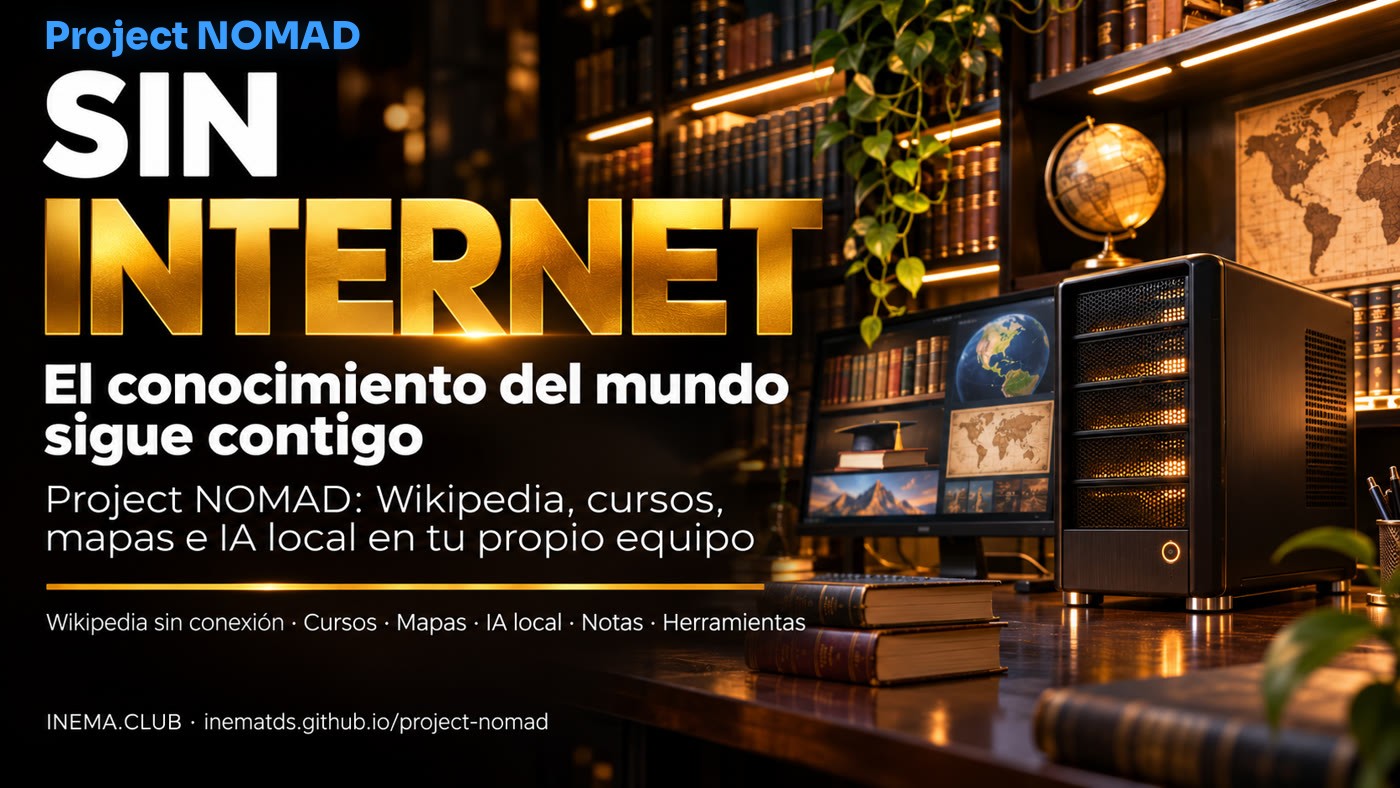 Project NOMAD
SIN
INTERNET
El conocimiento del mundo
sigue contigo
Project NOMAD: Wikipedia, cursos,
mapas e IA local en tu propio equipo
Wikipedia sin conexión · Cursos · Mapas · IA local · Notas · Herramientas
INEMA.CLUB · inematds.github.io/project-nomad